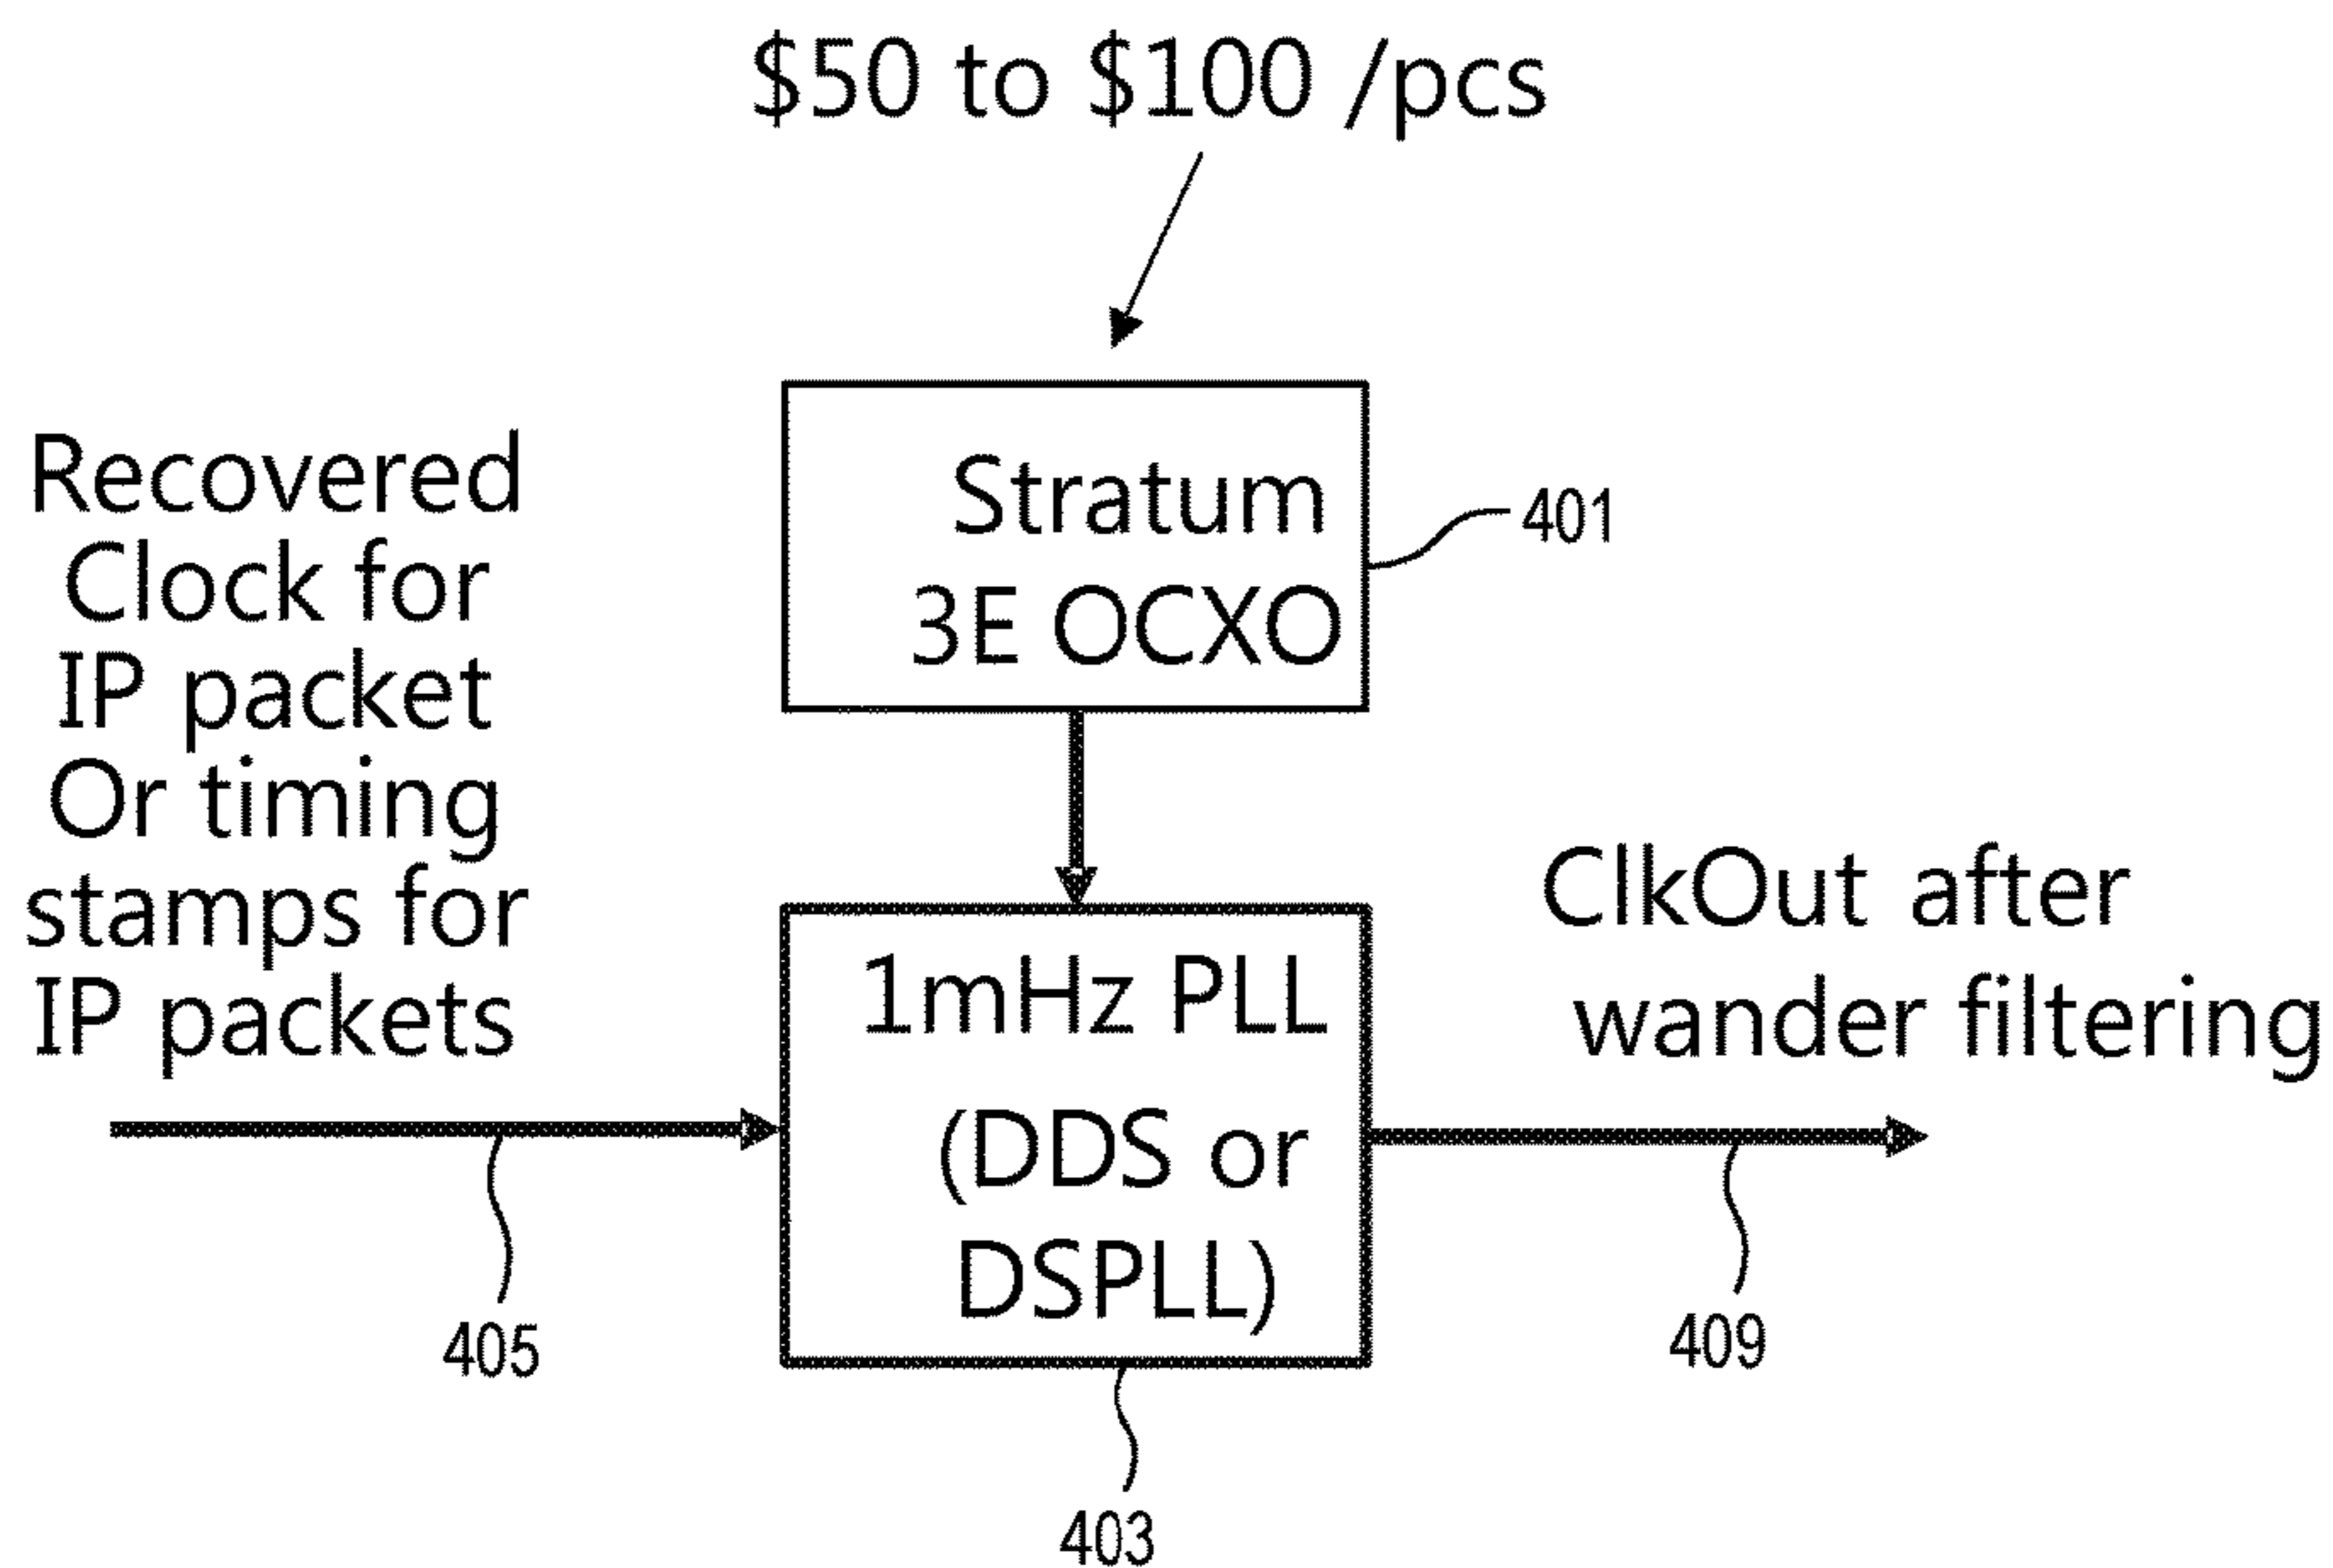 $50 to $100 /pcs
Stratum
3E OCXO
401
Recovered
Clock for
IP packet
Or timing
stamps for
IP packets
405
1mHz PLL
(DDS or
DSPLL)
403
ClkOut after
wander filtering
409